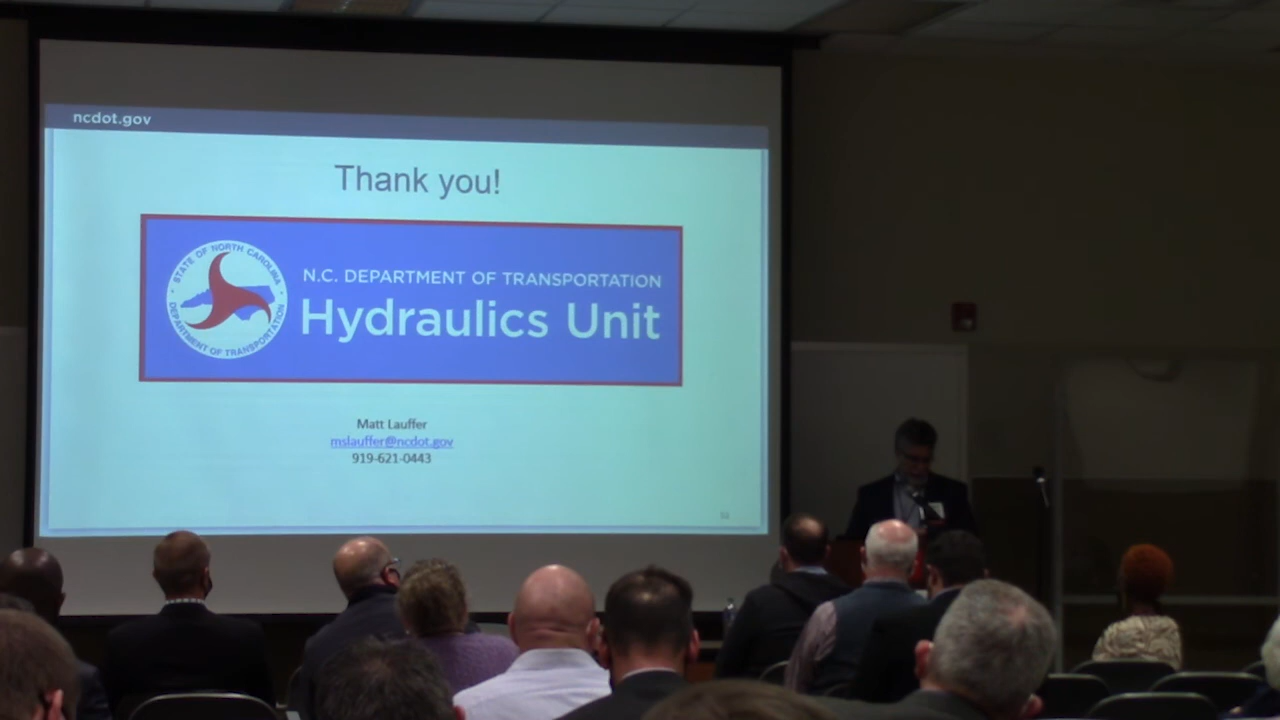 ncdot.gov
Thank you!
STATE OF NORTH CAROLINA
DEPARTMENT OF TRANSPORTATION
N.C. DEPARTMENT OF TRANSPORTATION
Hydraulics Unit
Matt Lauffer
mslauffer@ncdot.gov
919-621-0443